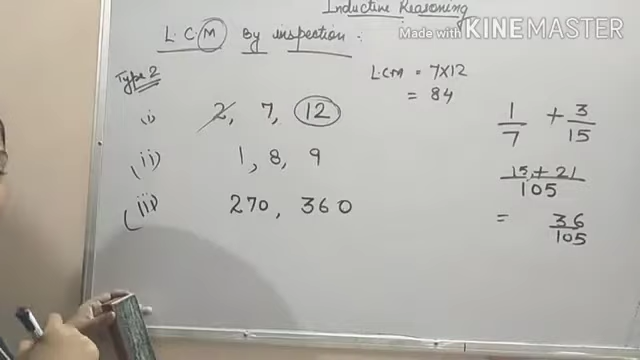 Inductive Reasoning
Made with KINEMASTER
L C M By inspection :
Type 2
(i) 2, 7, 12
(ii) 1, 8, 9
(iii) 270, 360
LCM = 7×12
= 84
1/7 + 3/15
15 + 21/105
= 36/105